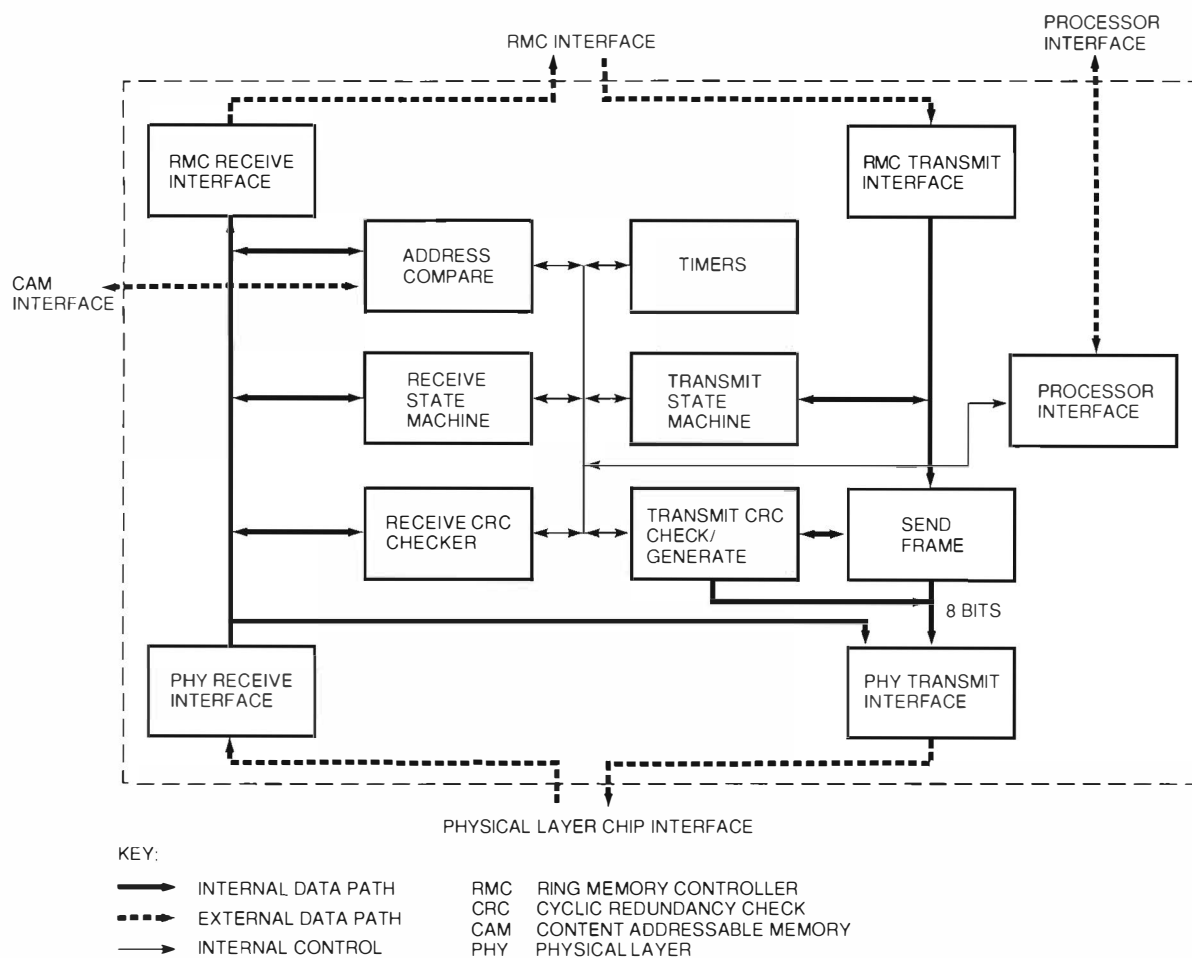 PROCESSOR
INTERFACE
RMC INTERFACE
RMC RECEIVE
INTERFACE
RMC TRANSMIT
INTERFACE
ADDRESS
COMPARE
TIMERS
CAM
INTERFACE
RECEIVE
STATE
MACHINE
TRANSMIT
STATE
MACHINE
PROCESSOR
INTERFACE
RECEIVE CRC
CHECKER
TRANSMIT CRC
CHECK/
GENERATE
SEND
FRAME
8 BITS
PHY RECEIVE
INTERFACE
PHY TRANSMIT
INTERFACE
PHYSICAL LAYER CHIP INTERFACE
KEY:
INTERNAL DATA PATH
EXTERNAL DATA PATH
INTERNAL CONTROL
RMC RING MEMORY CONTROLLER
CRC CYCLIC REDUNDANCY CHECK
CAM CONTENT ADDRESSABLE MEMORY
PHY PHYSICAL LAYER